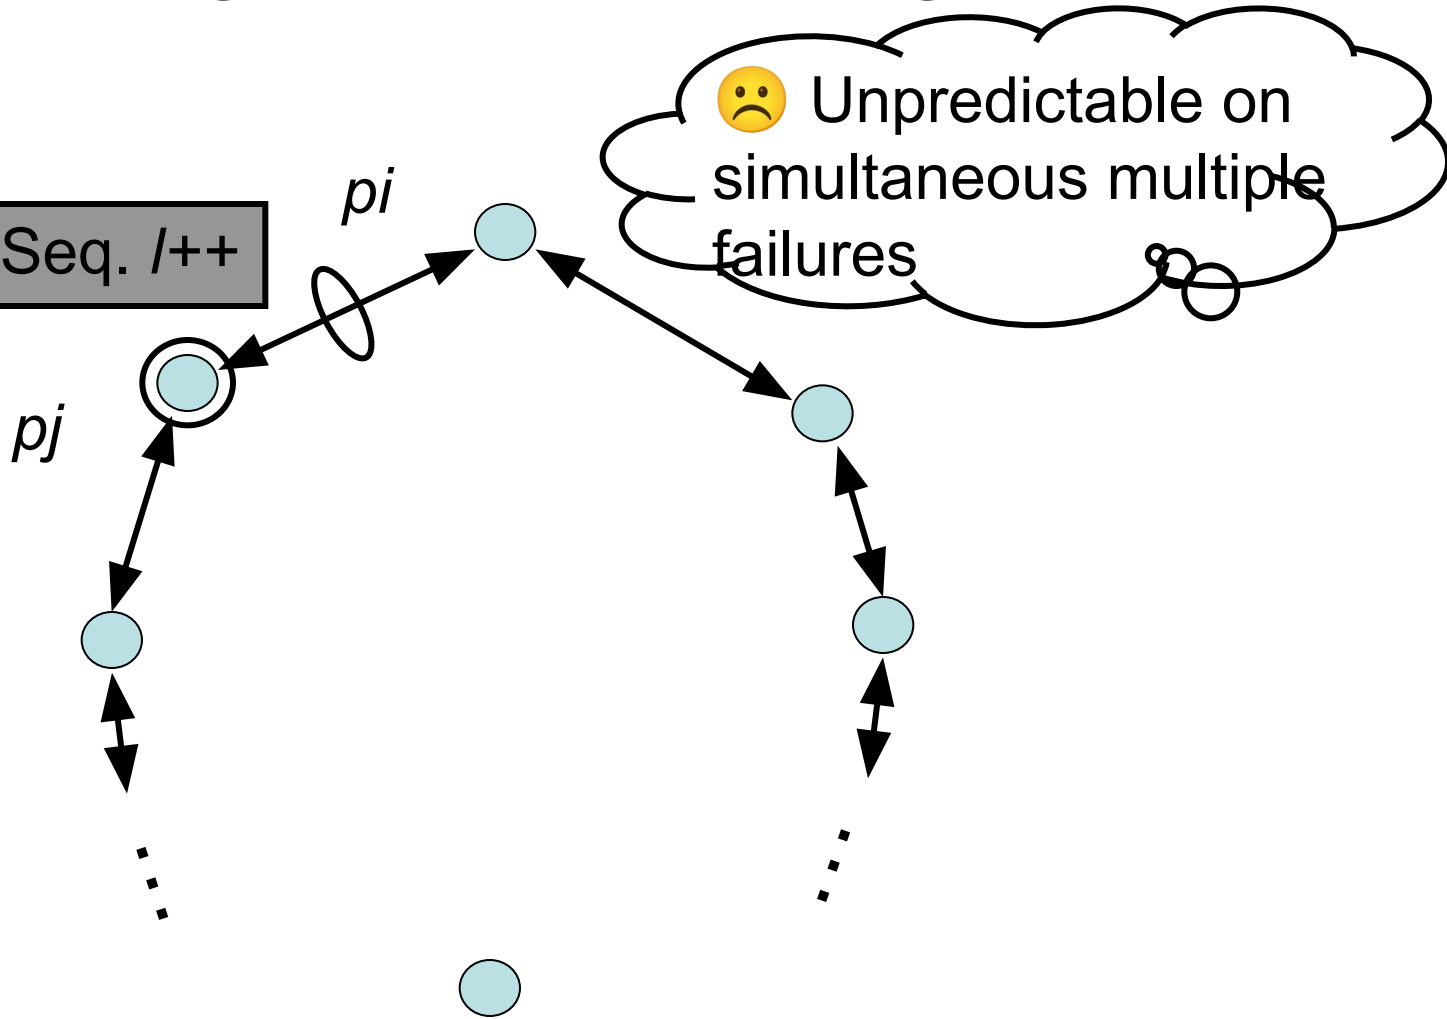 ☹️ Unpredictable on
simultaneous multiple
failures
pi
Seq. l++
pj